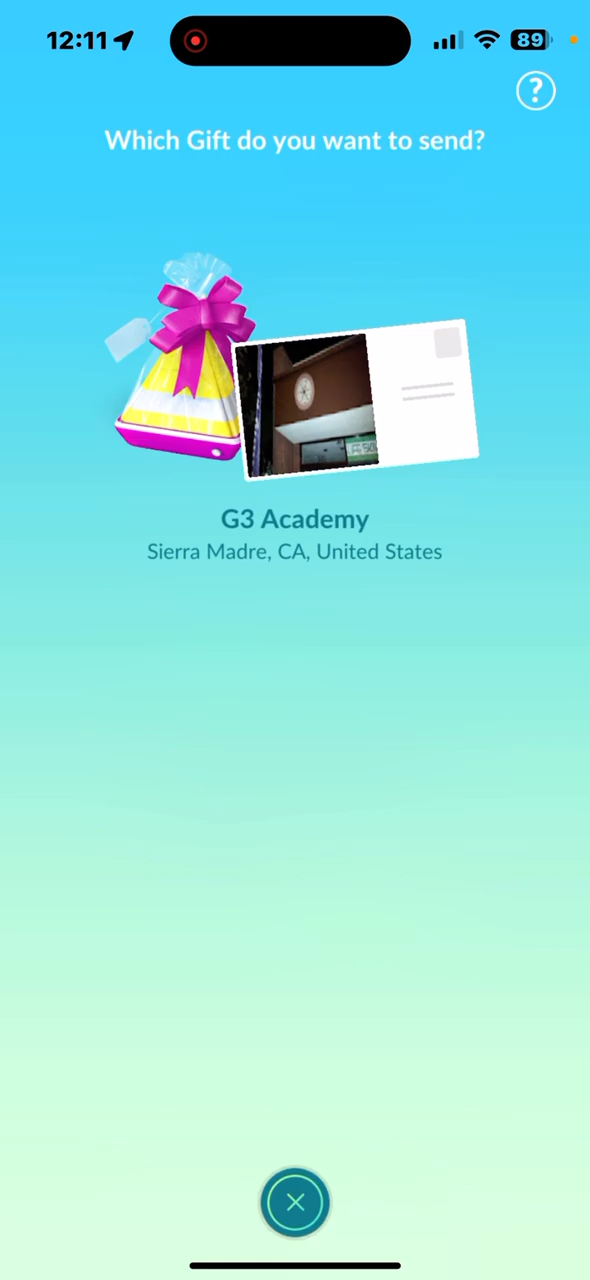 12:11
89
?
Which Gift do you want to send?
G3 Academy
Sierra Madre, CA, United States